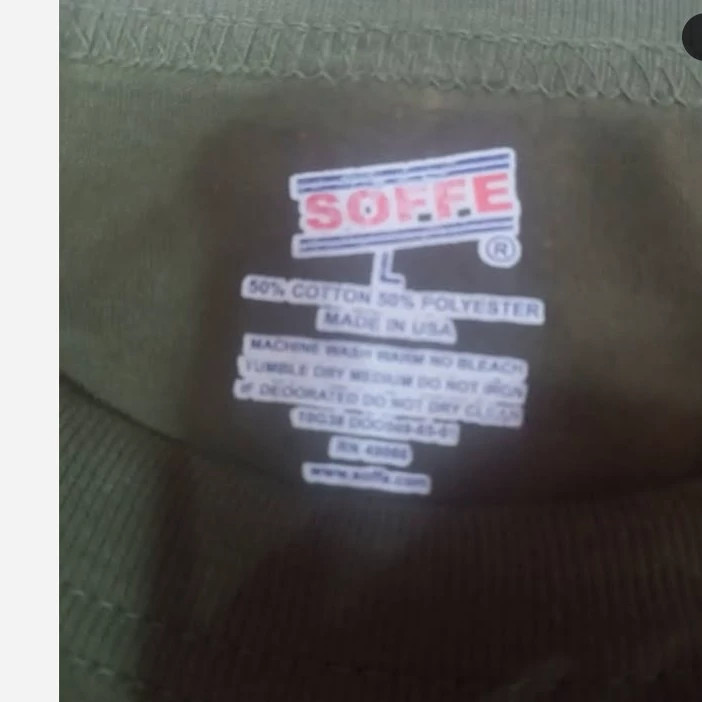 SOFFE
®
L
50% COTTON 50% POLYESTER
MADE IN USA
MACHINE WASH WARM NO BLEACH
TUMBLE DRY MEDIUM DO NOT IRON
IF DECORATED DO NOT DRY CLEAN
RN
www.soffe.com